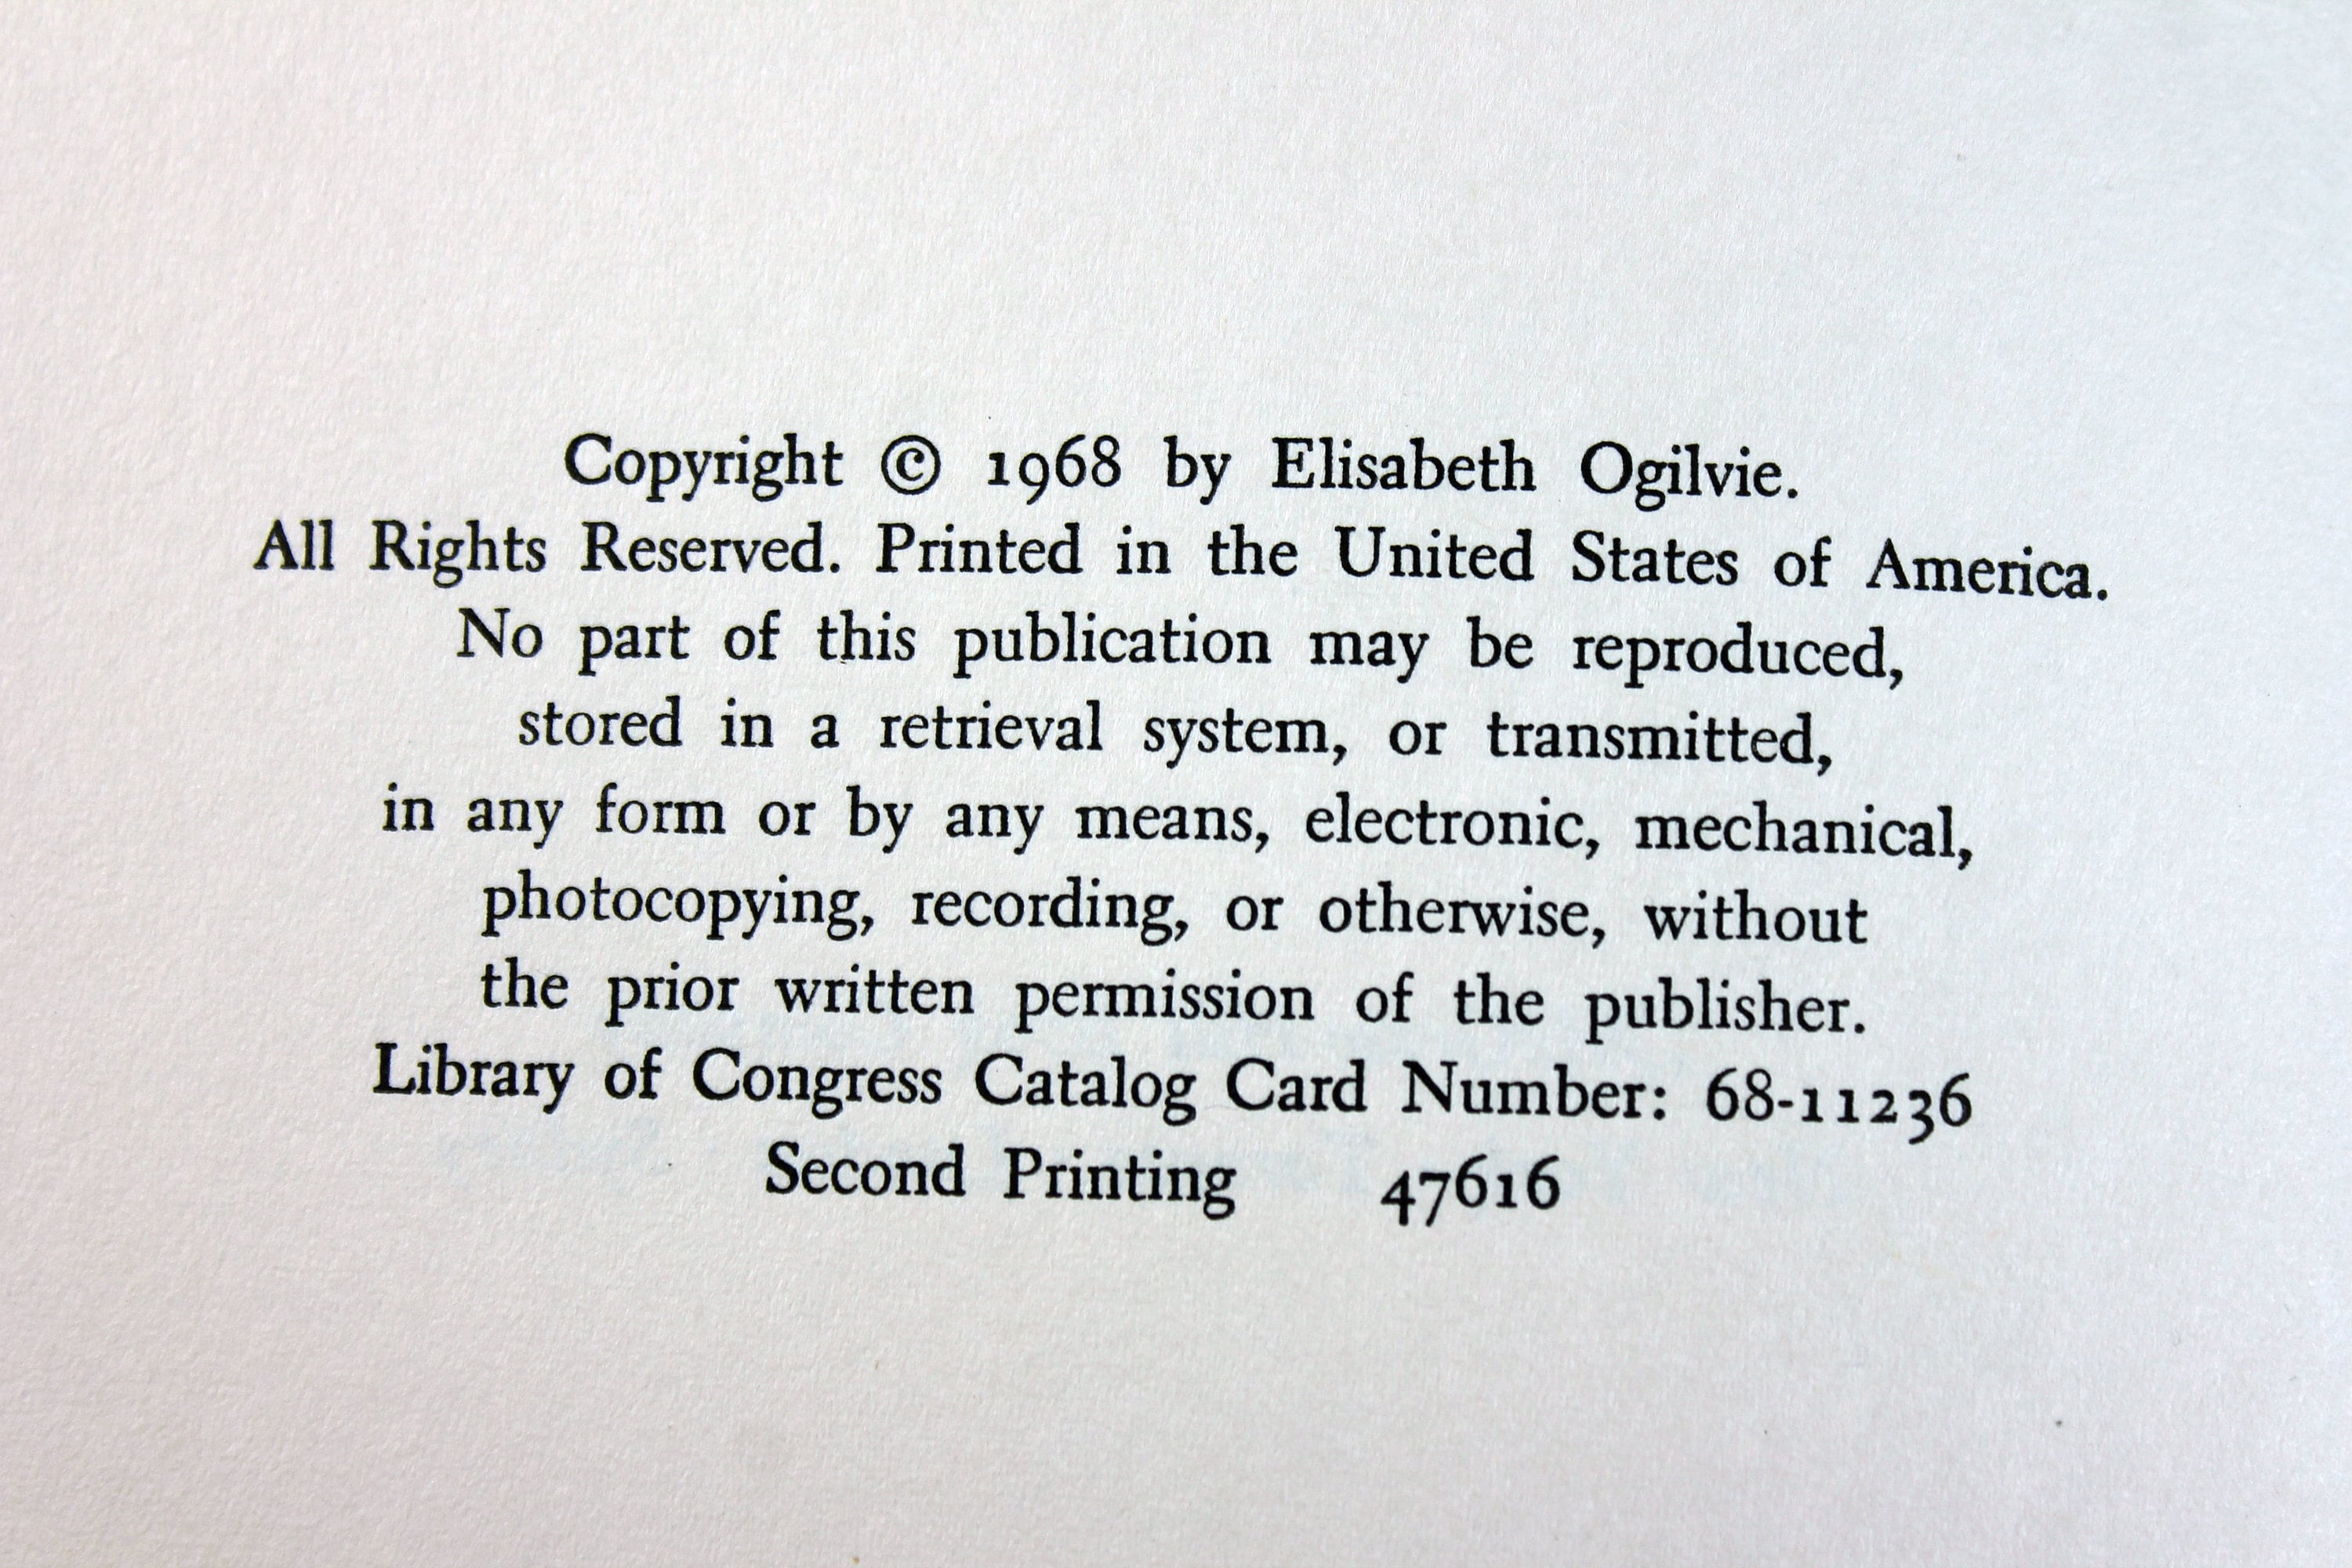 Copyright © 1968 by Elisabeth Ogilvie.
All Rights Reserved. Printed in the United States of America.
No part of this publication may be reproduced,
stored in a retrieval system, or transmitted,
in any form or by any means, electronic, mechanical,
photocopying, recording, or otherwise, without
the prior written permission of the publisher.
Library of Congress Catalog Card Number: 68-11236
Second Printing 47616